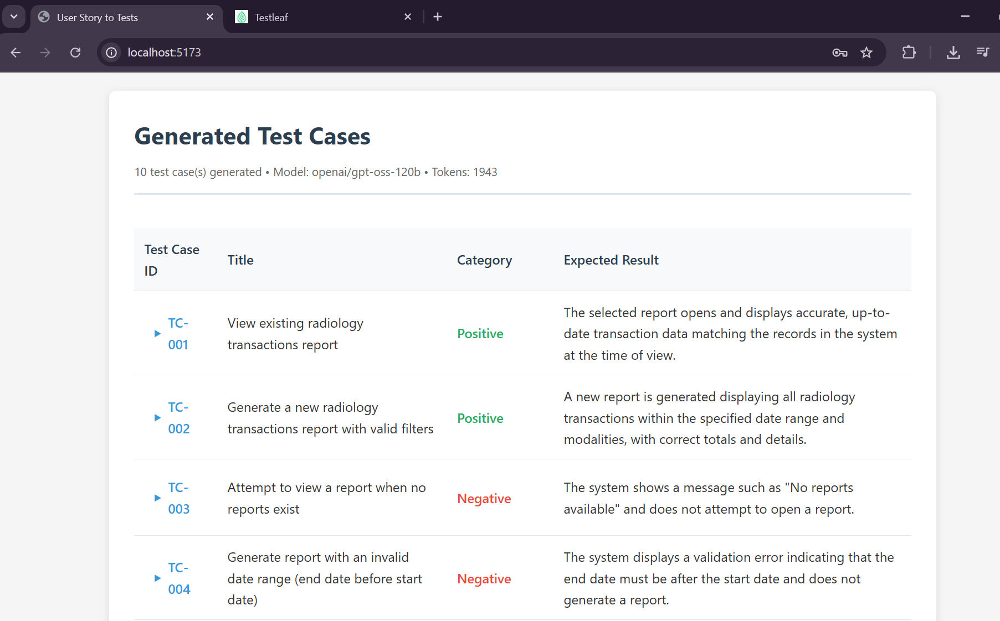 User Story to Tests
Testleaf
localhost:5173
Generated Test Cases
10 test case(s) generated • Model: openai/gpt-oss-120b • Tokens: 1943
Test Case
ID
Title
Category
Expected Result
TC-
001
View existing radiology
transactions report
Positive
The selected report opens and displays accurate, up-to-
date transaction data matching the records in the system
at the time of view.
TC-
002
Generate a new radiology
transactions report with valid filters
Positive
A new report is generated displaying all radiology
transactions within the specified date range and
modalities, with correct totals and details.
TC-
003
Attempt to view a report when no
reports exist
Negative
The system shows a message such as "No reports
available" and does not attempt to open a report.
TC-
004
Generate report with an invalid
date range (end date before start
date)
Negative
The system displays a validation error indicating that the
end date must be after the start date and does not
generate a report.